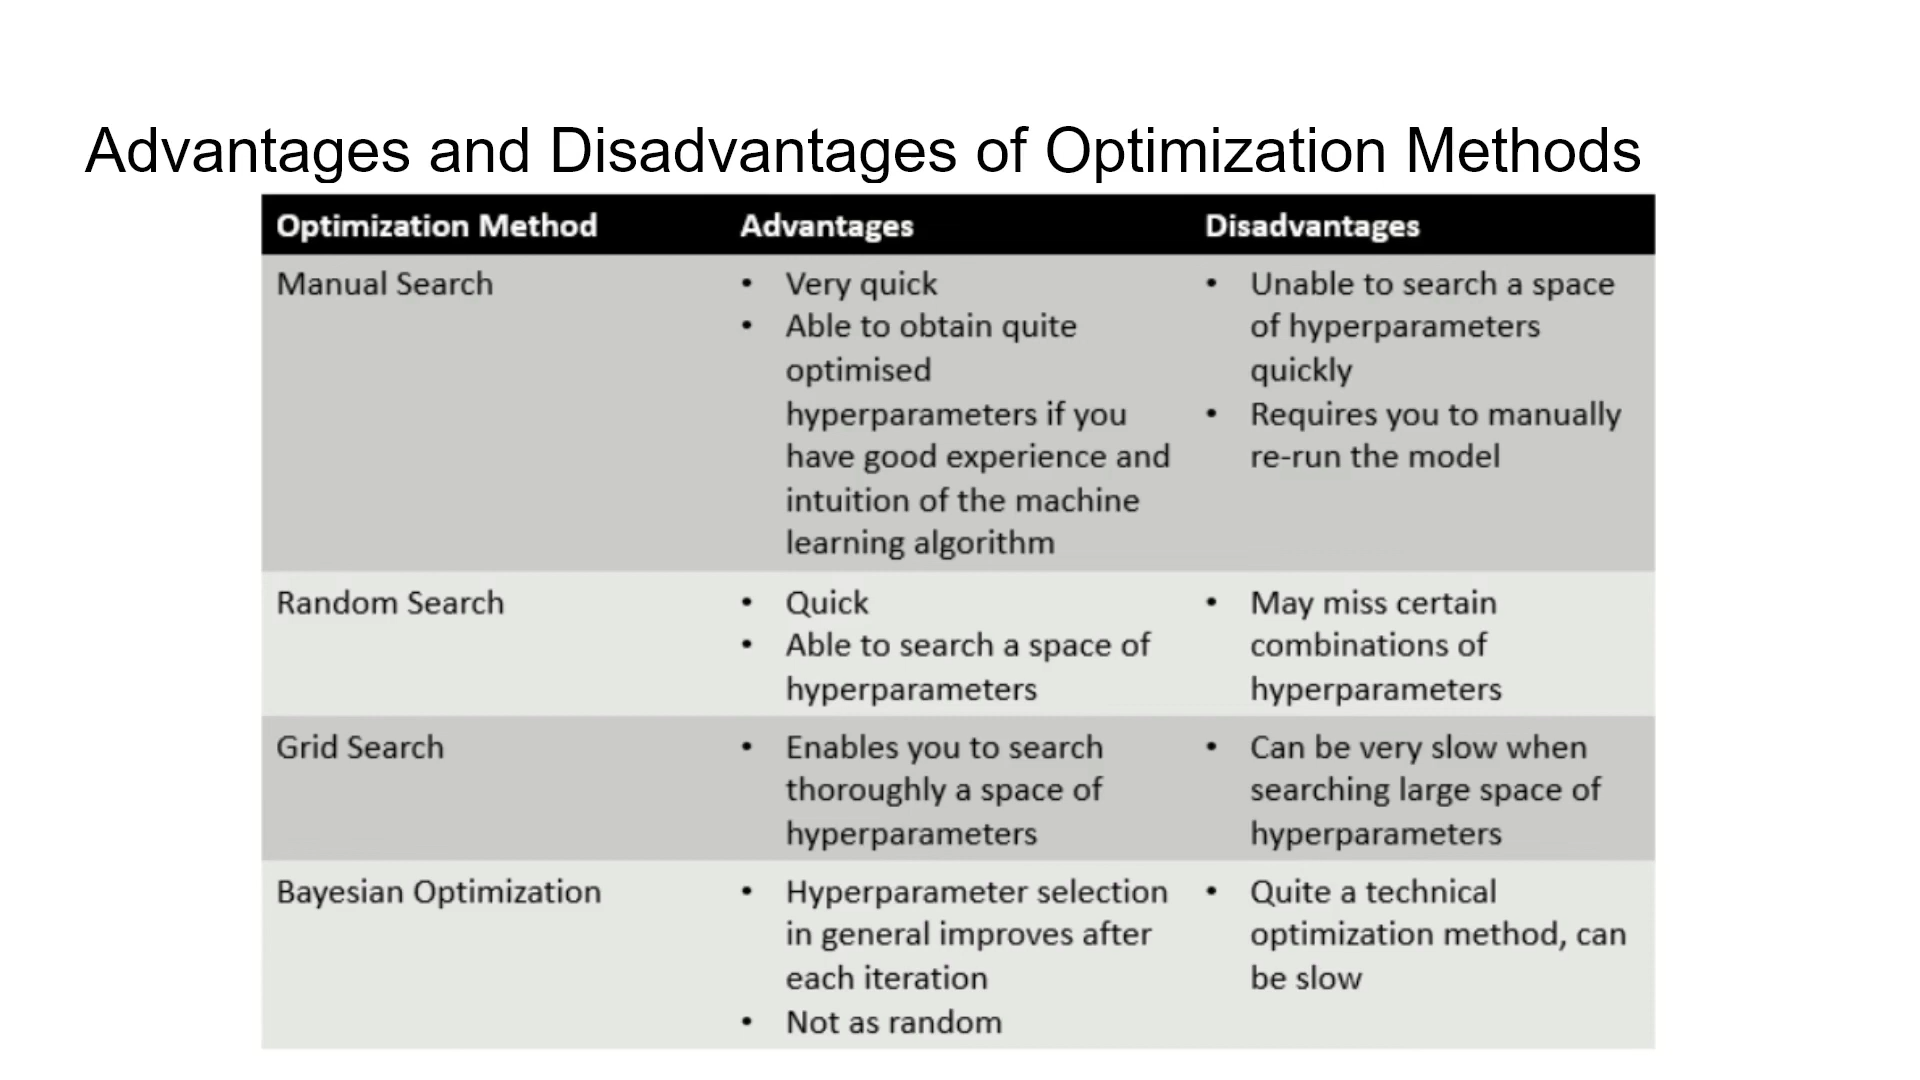 Advantages and Disadvantages of Optimization Methods
Optimization Method
Advantages
Disadvantages
Manual Search
• Very quick
• Able to obtain quite
optimised
hyperparameters if you
have good experience and
intuition of the machine
learning algorithm
• Unable to search a space
of hyperparameters
quickly
• Requires you to manually
re-run the model
Random Search
• Quick
• Able to search a space of
hyperparameters
• May miss certain
combinations of
hyperparameters
Grid Search
• Enables you to search
thoroughly a space of
hyperparameters
• Can be very slow when
searching large space of
hyperparameters
Bayesian Optimization
• Hyperparameter selection
in general improves after
each iteration
• Not as random
• Quite a technical
optimization method, can
be slow